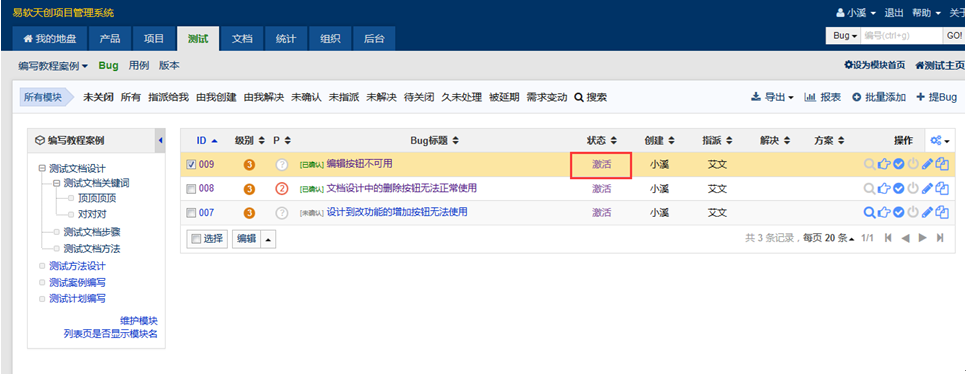 易软天创项目管理系统
小溪 退出 帮助 关于
我的地盘 产品 项目 测试 文档 统计 组织 后台
Bug 编号(ctrl+g) GO!
编写教程案例 Bug 用例 版本
设为模块首页 测试主页
所有模块 未关闭 所有 指派给我 由我创建 由我解决 未确认 未指派 未解决 待关闭 久未处理 被延期 需求变动 搜索
导出 报表 批量添加 提Bug
编写教程案例
测试文档设计
测试文档关键词
顶顶顶顶
对对对
测试文档步骤
测试文档方法
测试方法设计
测试案例编写
测试计划编写
维护模块
列表页是否显示模块名
ID 级别 P Bug标题 状态 创建 指派 解决 方案 操作
009 3 ? [已确认] 编辑按钮不可用 激活 小溪 艾文
008 3 2 [已确认] 文档设计中的删除按钮无法正常使用 激活 小溪 艾文
007 3 ? [未确认] 设计到改功能的增加按钮无法使用 激活 小溪 艾文
选择 编辑
共 3 条记录，每页 20 条 1/1